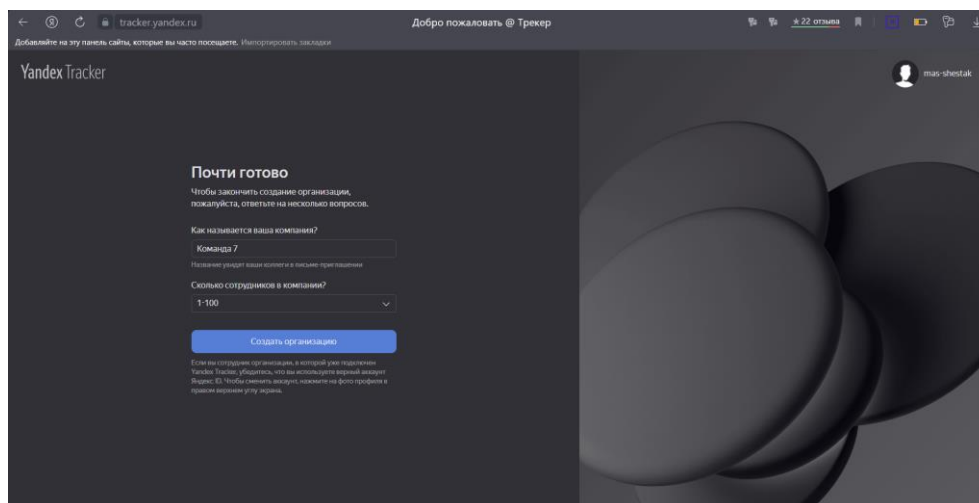 tracker.yandex.ru
Добро пожаловать @ Трекер
22 отзыва
Добавляйте на эту панель сайты, которые вы часто посещаете. Импортировать закладки
Yandex Tracker
mas-shestak
Почти готово
Чтобы закончить создание организации,
пожалуйста, ответьте на несколько вопросов.
Как называется ваша компания?
Команда 7
Название увидят ваши коллеги в письме-приглашении
Сколько сотрудников в компании?
1-100
Создать организацию
Если вы сотрудник организации, в которой уже подключен
Yandex Tracker, убедитесь, что вы используете верный аккаунт
Яндекс ID. Чтобы сменить аккаунт, нажмите на фото профиля в
правом верхнем углу экрана.